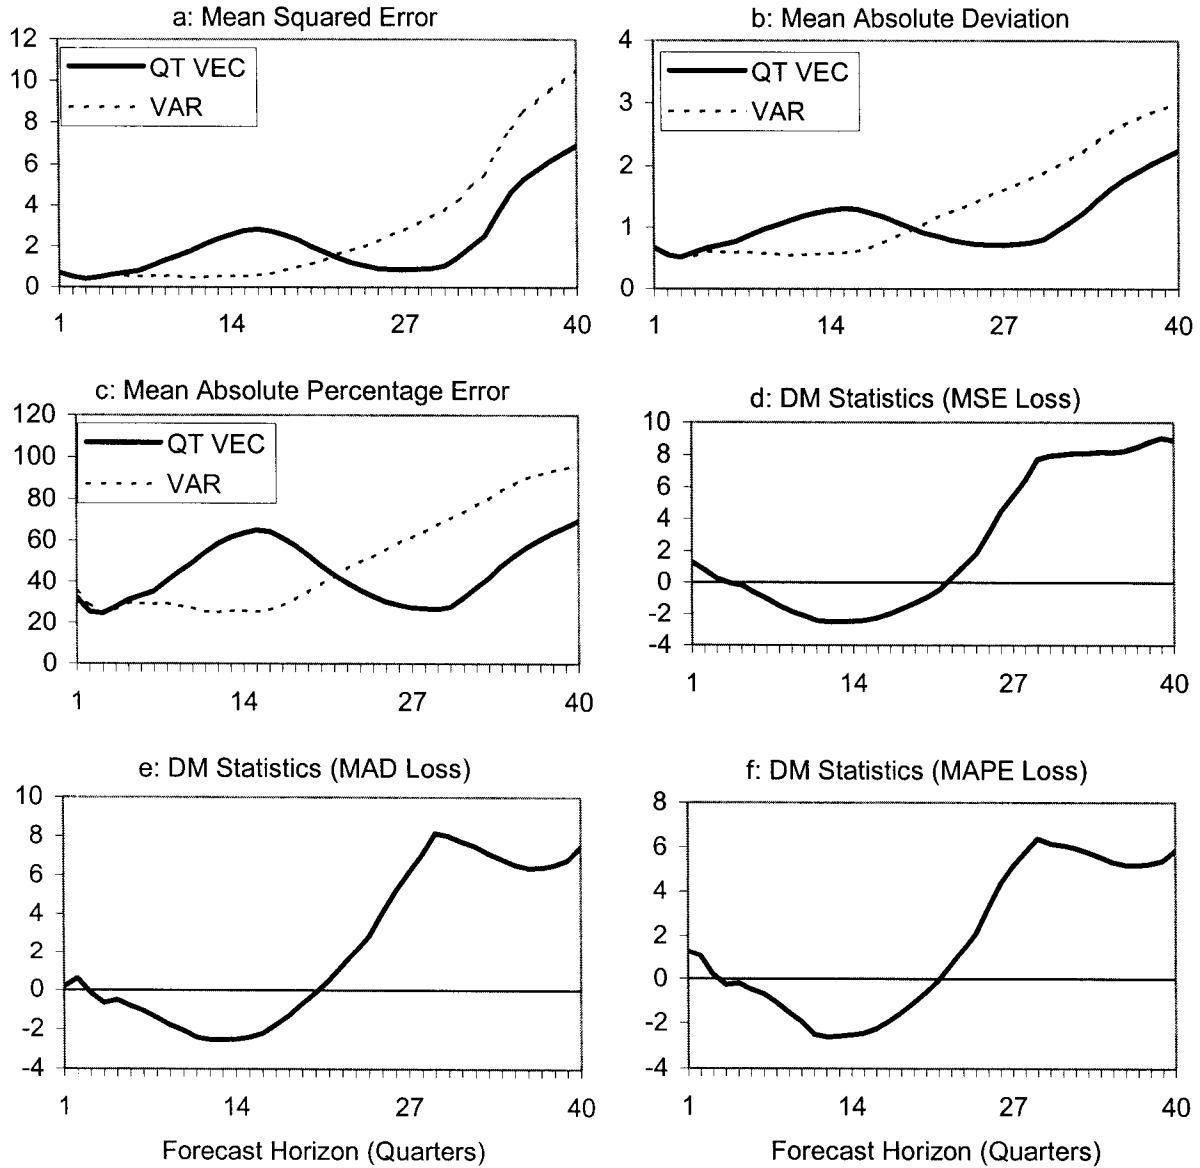 a: Mean Squared Error
12
10
8
6
4
2
0
QT VEC
VAR
1 14 27 40
b: Mean Absolute Deviation
4
3
2
1
0
QT VEC
VAR
1 14 27 40
c: Mean Absolute Percentage Error
120
100
80
60
40
20
0
QT VEC
VAR
1 14 27 40
d: DM Statistics (MSE Loss)
10
8
6
4
2
0
-2
-4
1 14 27 40
e: DM Statistics (MAD Loss)
10
8
6
4
2
0
-2
-4
1 14 27 40
Forecast Horizon (Quarters)
f: DM Statistics (MAPE Loss)
8
6
4
2
0
-2
-4
1 14 27 40
Forecast Horizon (Quarters)